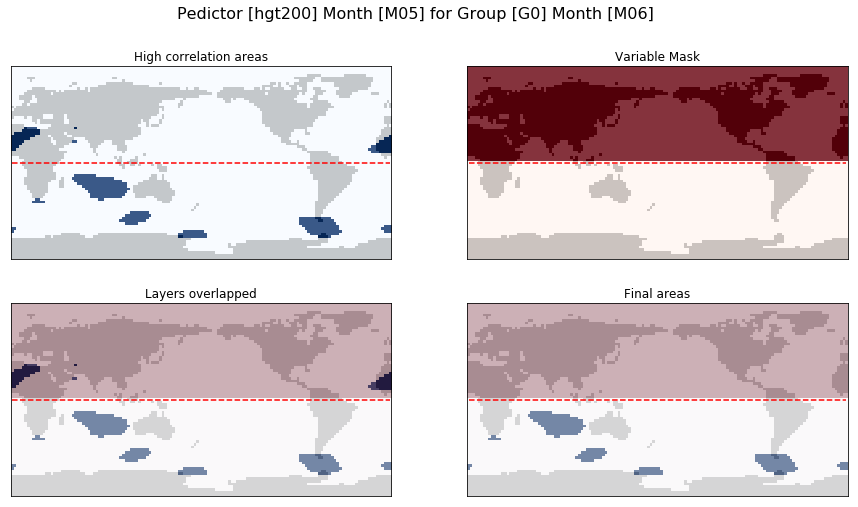 Pedictor [hgt200] Month [M05] for Group [G0] Month [M06]
High correlation areas
Variable Mask
Layers overlapped
Final areas